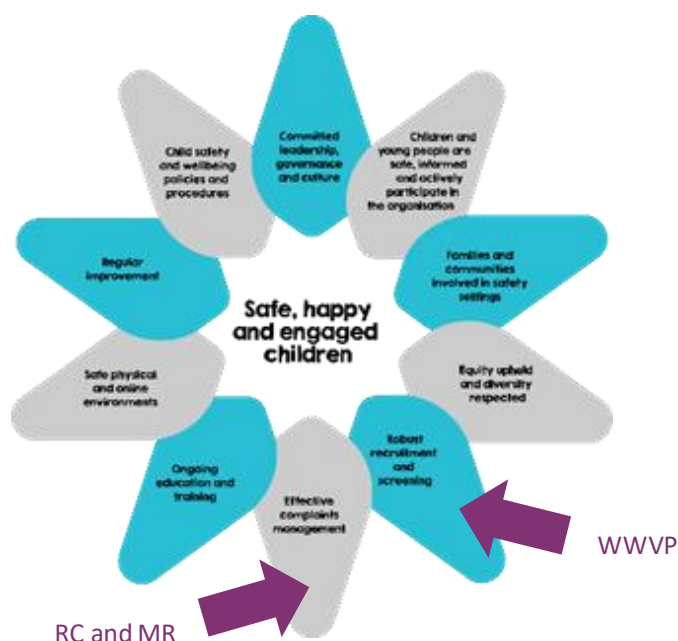 Committed
leadership,
governance
and culture
Children and
young people are
safe, informed
and actively
participate in
the organisation
Families and
communities
involved in safety
settings
Equity upheld
and diversity
respected
Robust
recruitment
and
screening
Effective
complaints
management
Ongoing
education and
training
Safe physical
and online
environments
Regular
improvement
Child safety
and wellbeing
policies and
procedures
Safe, happy
and engaged
children
WWVP
RC and MR